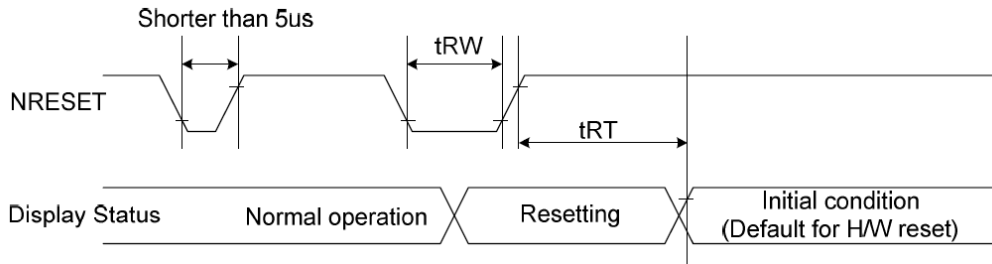 Shorter than 5us
tRW
NRESET
tRT
Display Status
Normal operation
Resetting
Initial condition
(Default for H/W reset)